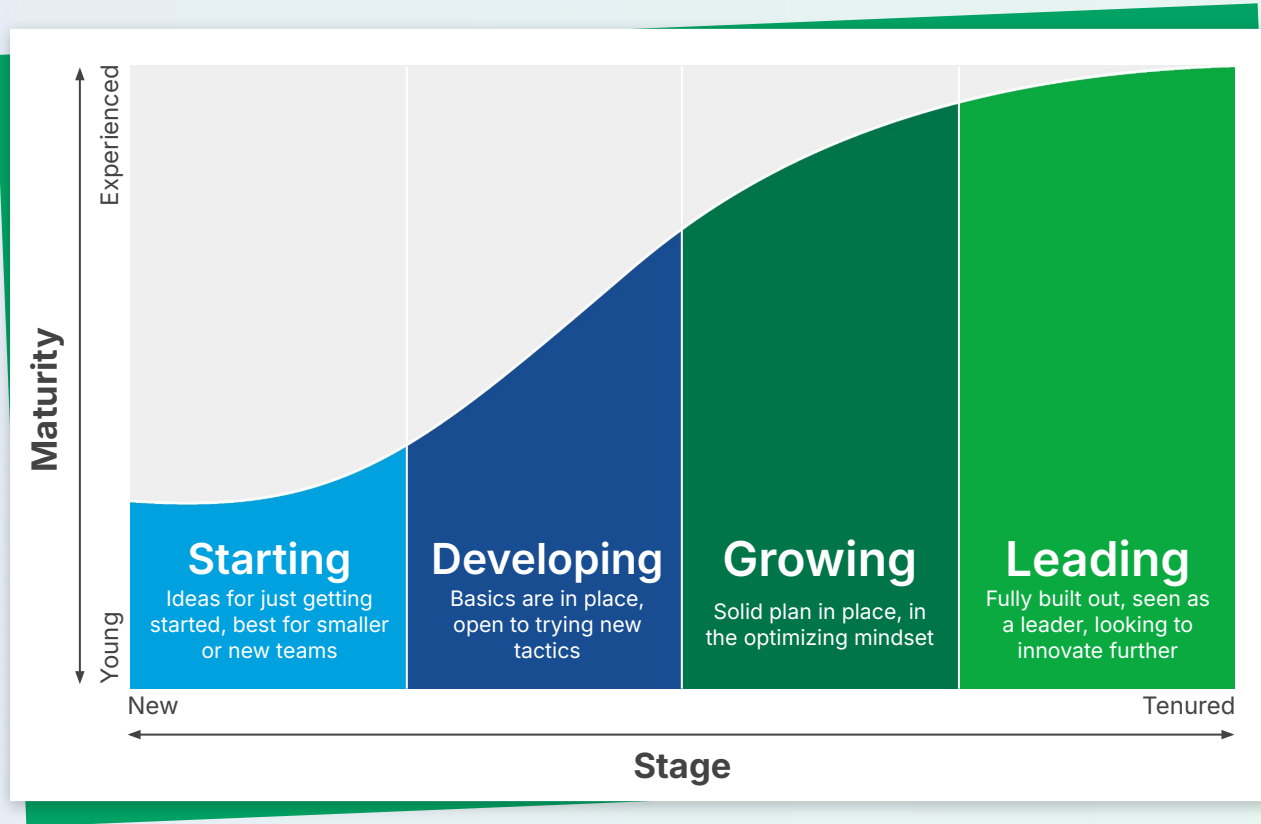 Experienced
Maturity
Young
Starting
Ideas for just getting
started, best for smaller
or new teams
Developing
Basics are in place,
open to trying new
tactics
Growing
Solid plan in place, in
the optimizing mindset
Leading
Fully built out, seen as
a leader, looking to
innovate further
New
Tenured
Stage